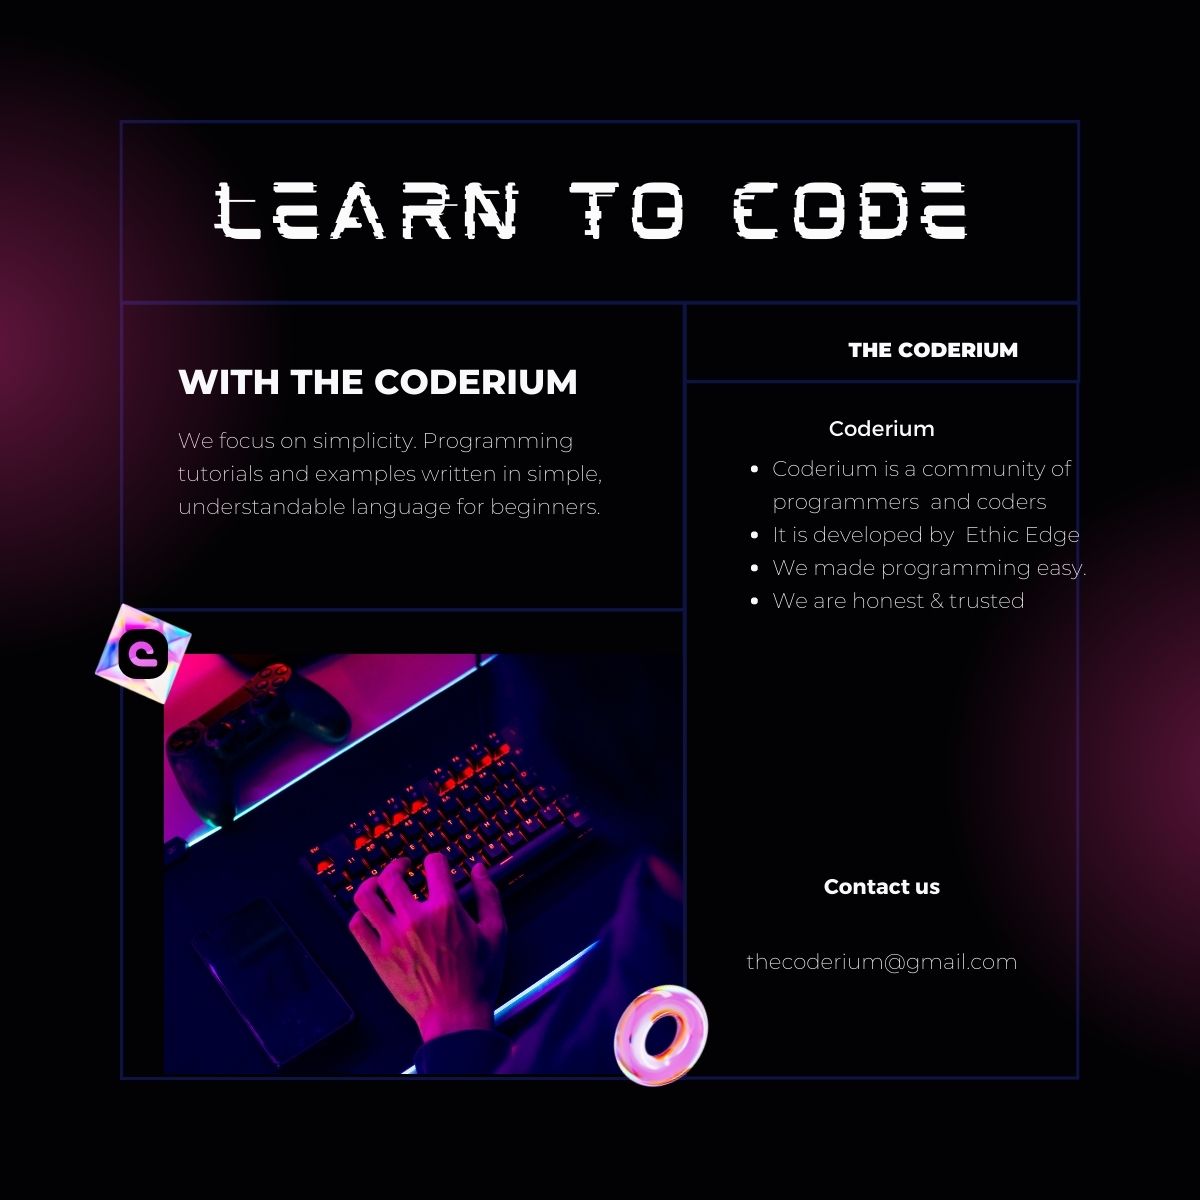 LEARN TO CODE
WITH THE CODERIUM
We focus on simplicity. Programming
tutorials and examples written in simple,
understandable language for beginners.
THE CODERIUM
Coderium
Coderium is a community of
programmers  and coders
It is developed by  Ethic Edge
We made programming easy.
We are honest & trusted
Contact us
thecoderium@gmail.com